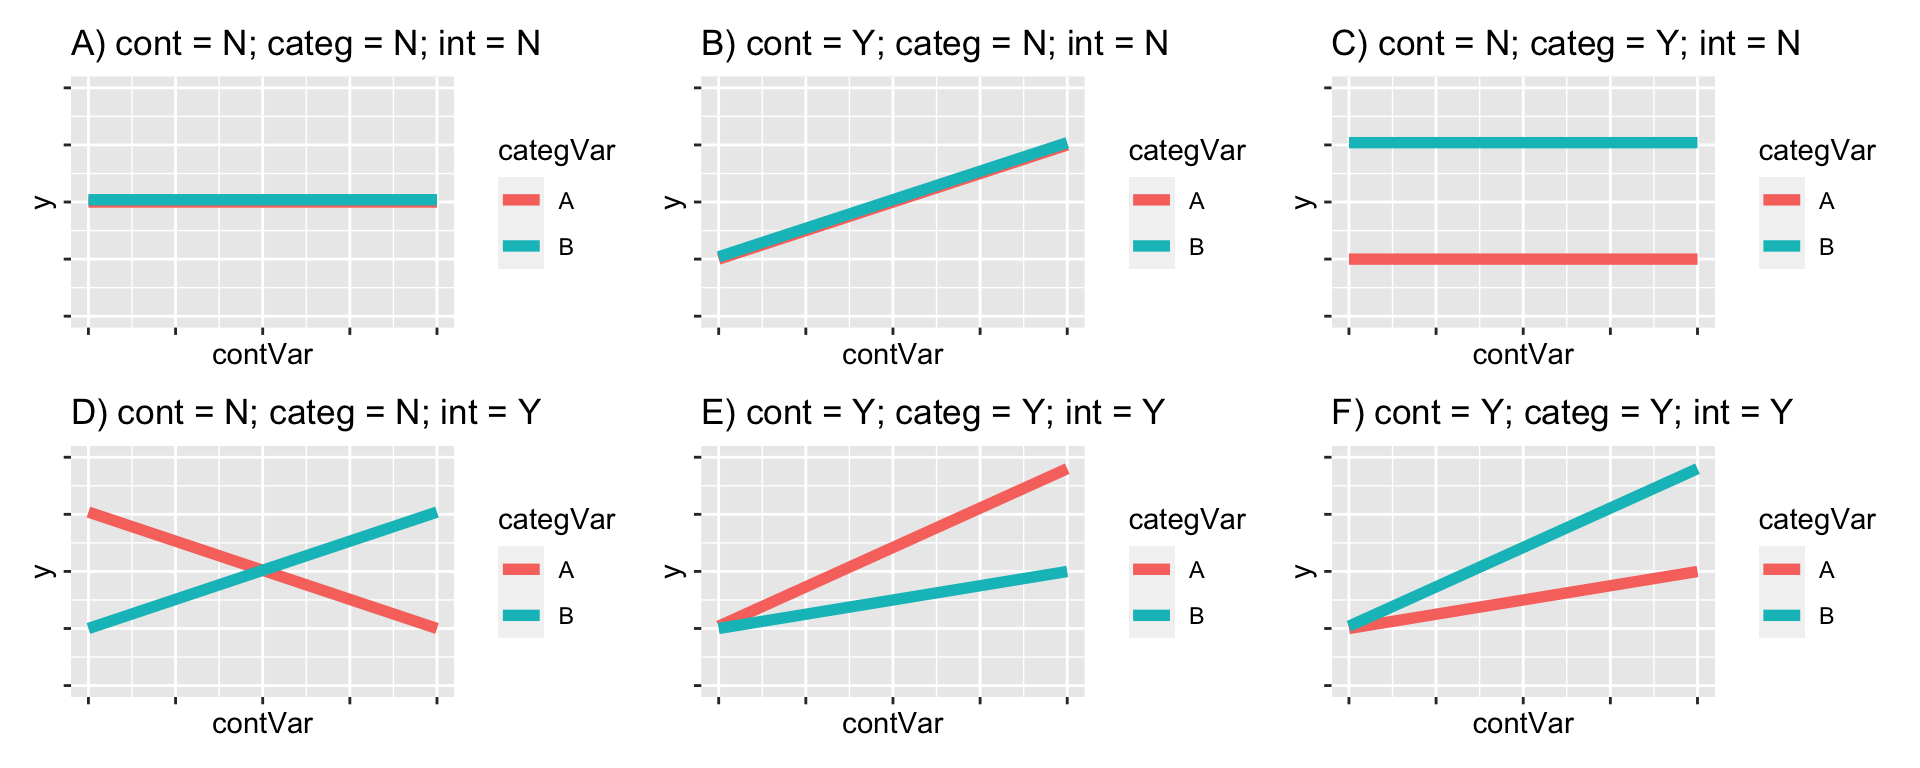 A) cont = N; categ = N; int = N
y
contVar
categVar
A
B
B) cont = Y; categ = N; int = N
y
contVar
categVar
A
B
C) cont = N; categ = Y; int = N
y
contVar
categVar
A
B
D) cont = N; categ = N; int = Y
y
contVar
categVar
A
B
E) cont = Y; categ = Y; int = Y
y
contVar
categVar
A
B
F) cont = Y; categ = Y; int = Y
y
contVar
categVar
A
B